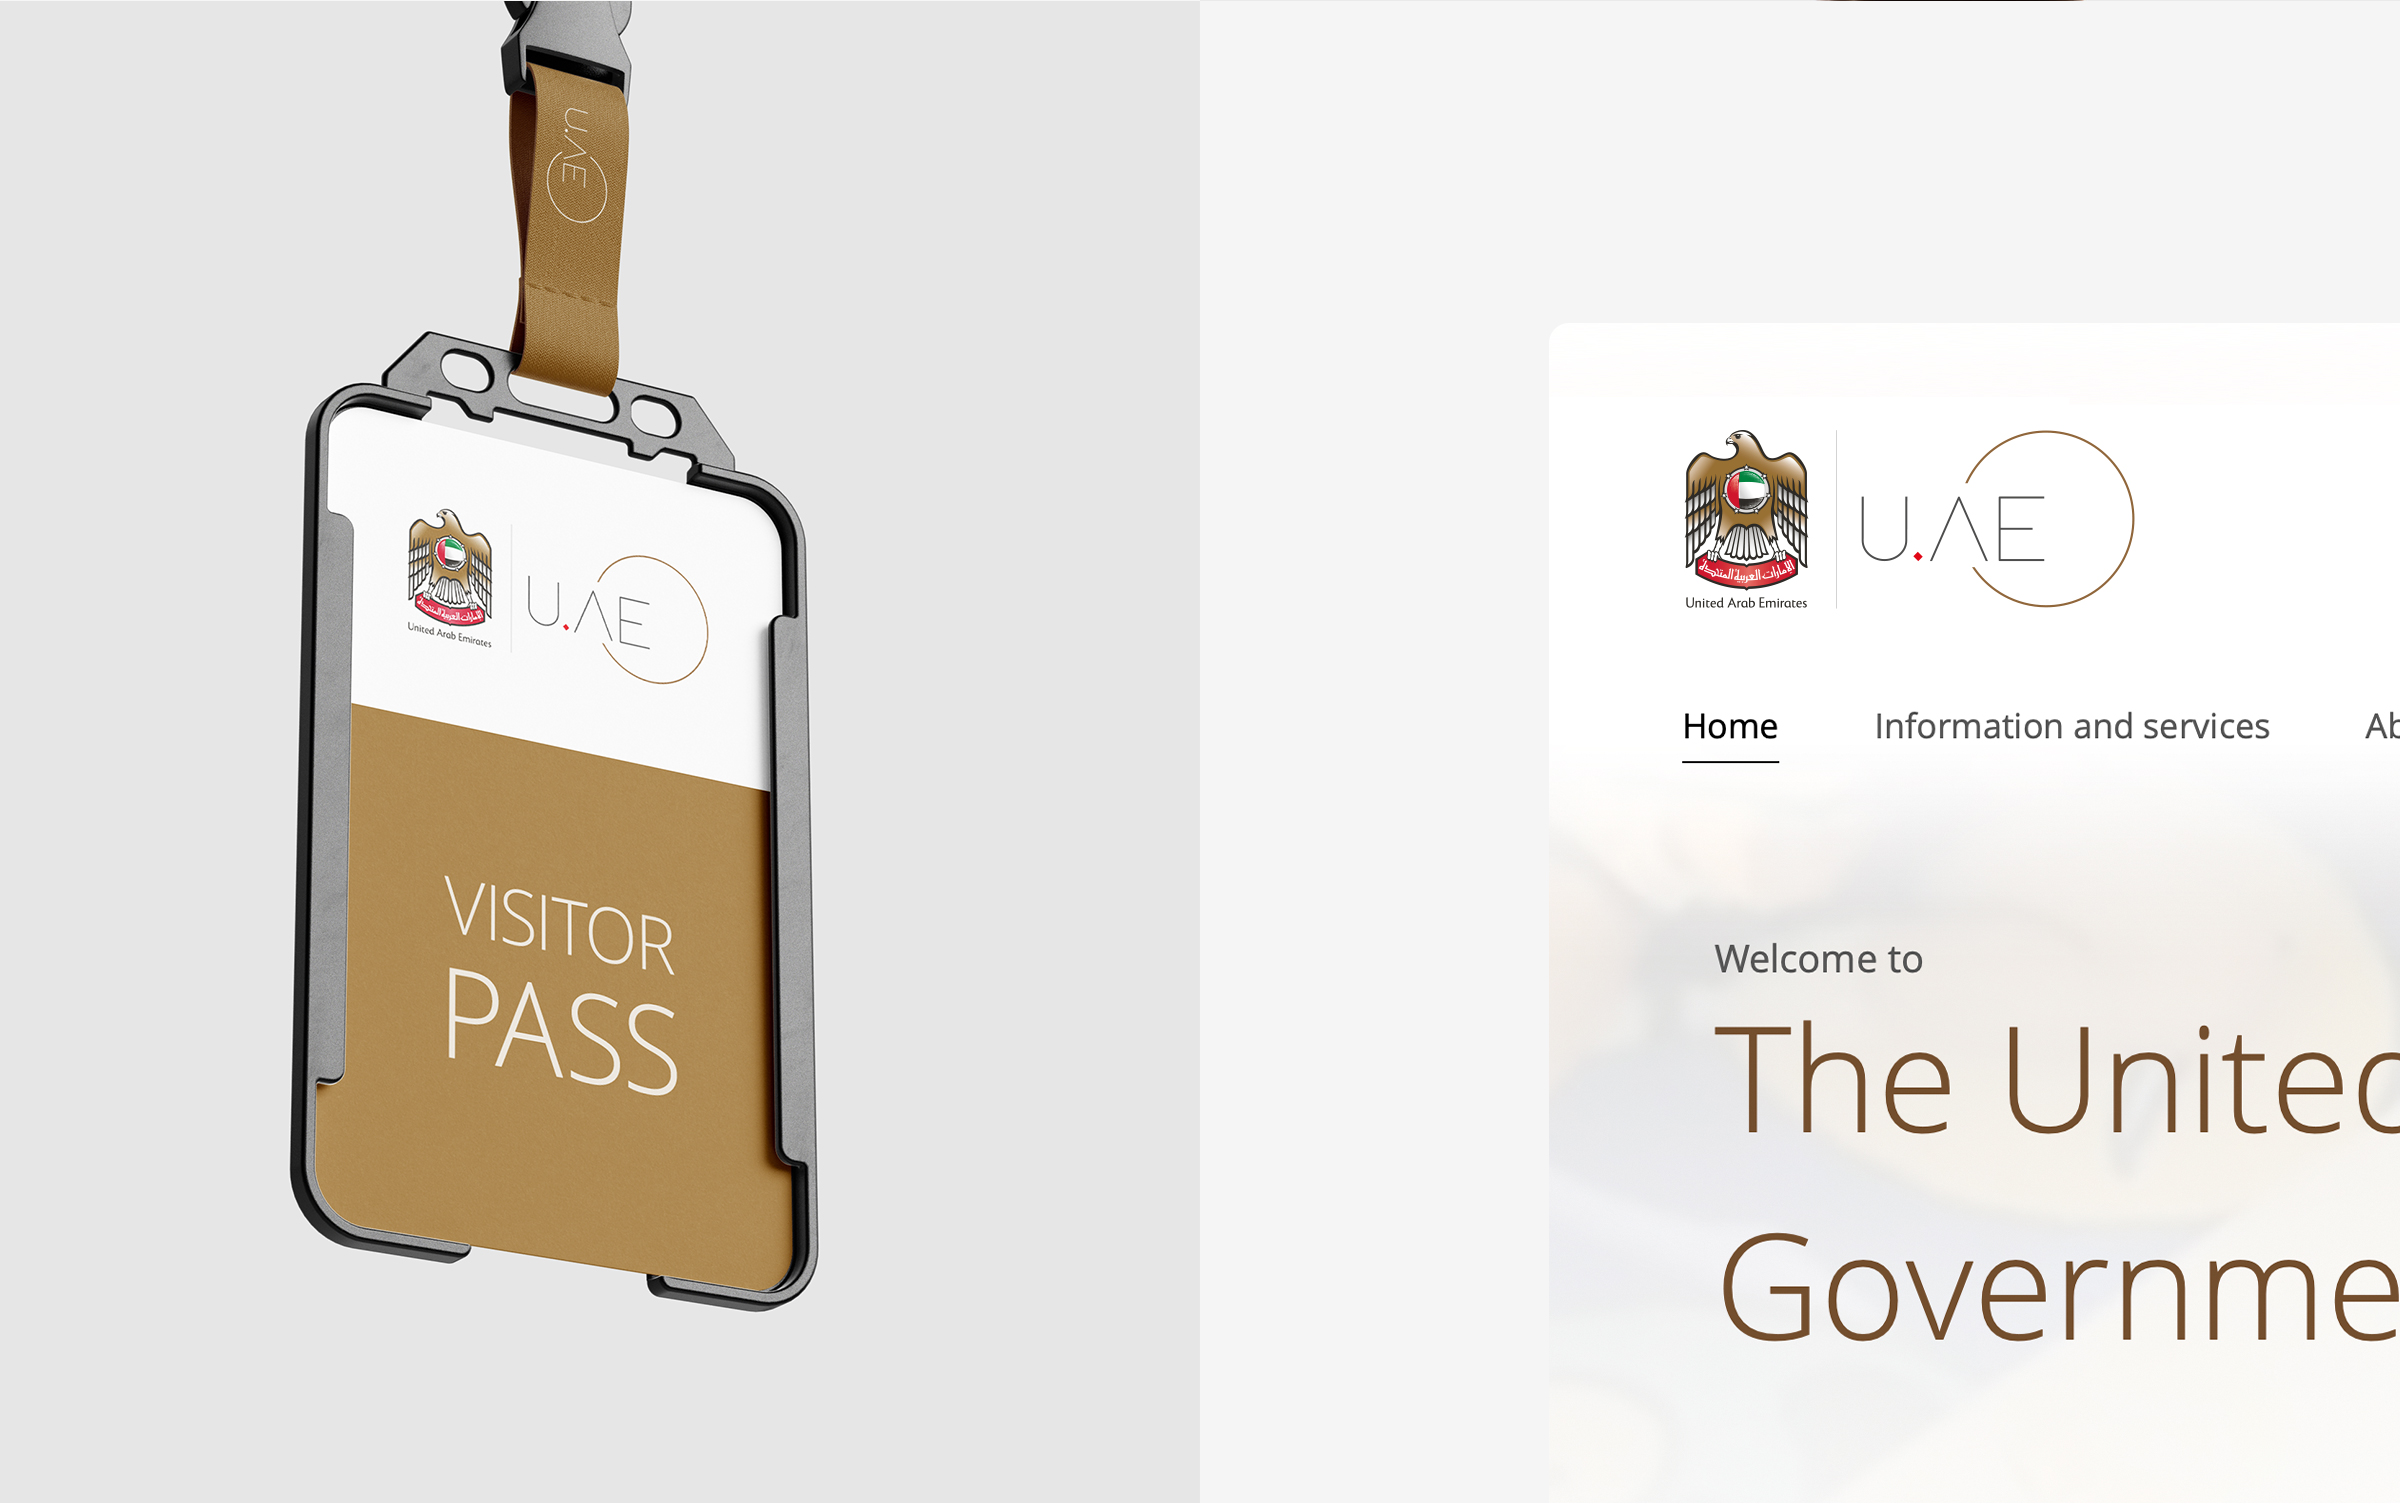 U.AE
الإمارات العربية المتحدة
United Arab Emirates
U.AE
VISITOR
PASS
الإمارات العربية المتحدة
United Arab Emirates
U.AE
Home
Information and services
Ab
Welcome to
The United
Governme